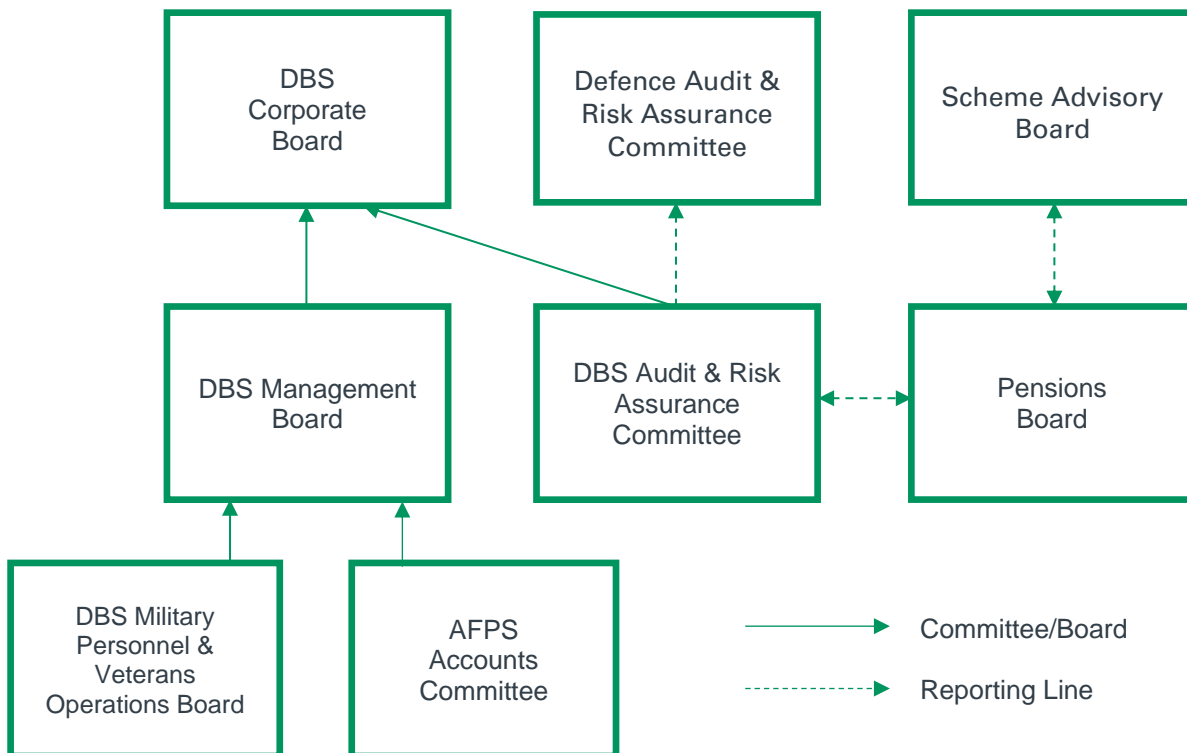 DBS
Corporate
Board
Defence Audit &
Risk Assurance
Committee
Scheme Advisory
Board
DBS Management
Board
DBS Audit & Risk
Assurance
Committee
Pensions
Board
DBS Military
Personnel &
Veterans
Operations Board
AFPS
Accounts
Committee
Committee/Board
Reporting Line